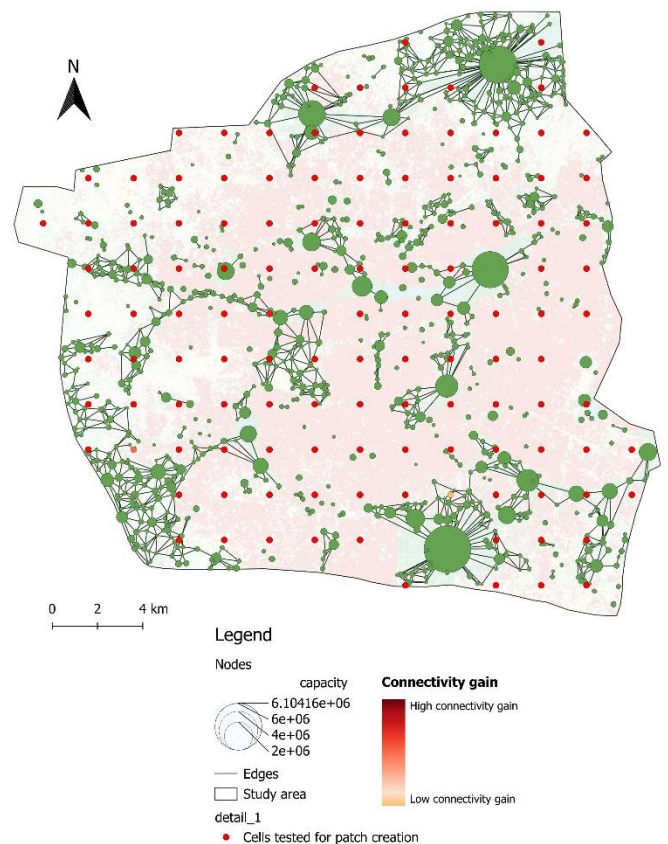 N
0 2 4 km
Legend
Nodes
capacity
6.10416e+06
6e+06
4e+06
2e+06
Edges
Study area
detail_1
Cells tested for patch creation
Connectivity gain
High connectivity gain
Low connectivity gain